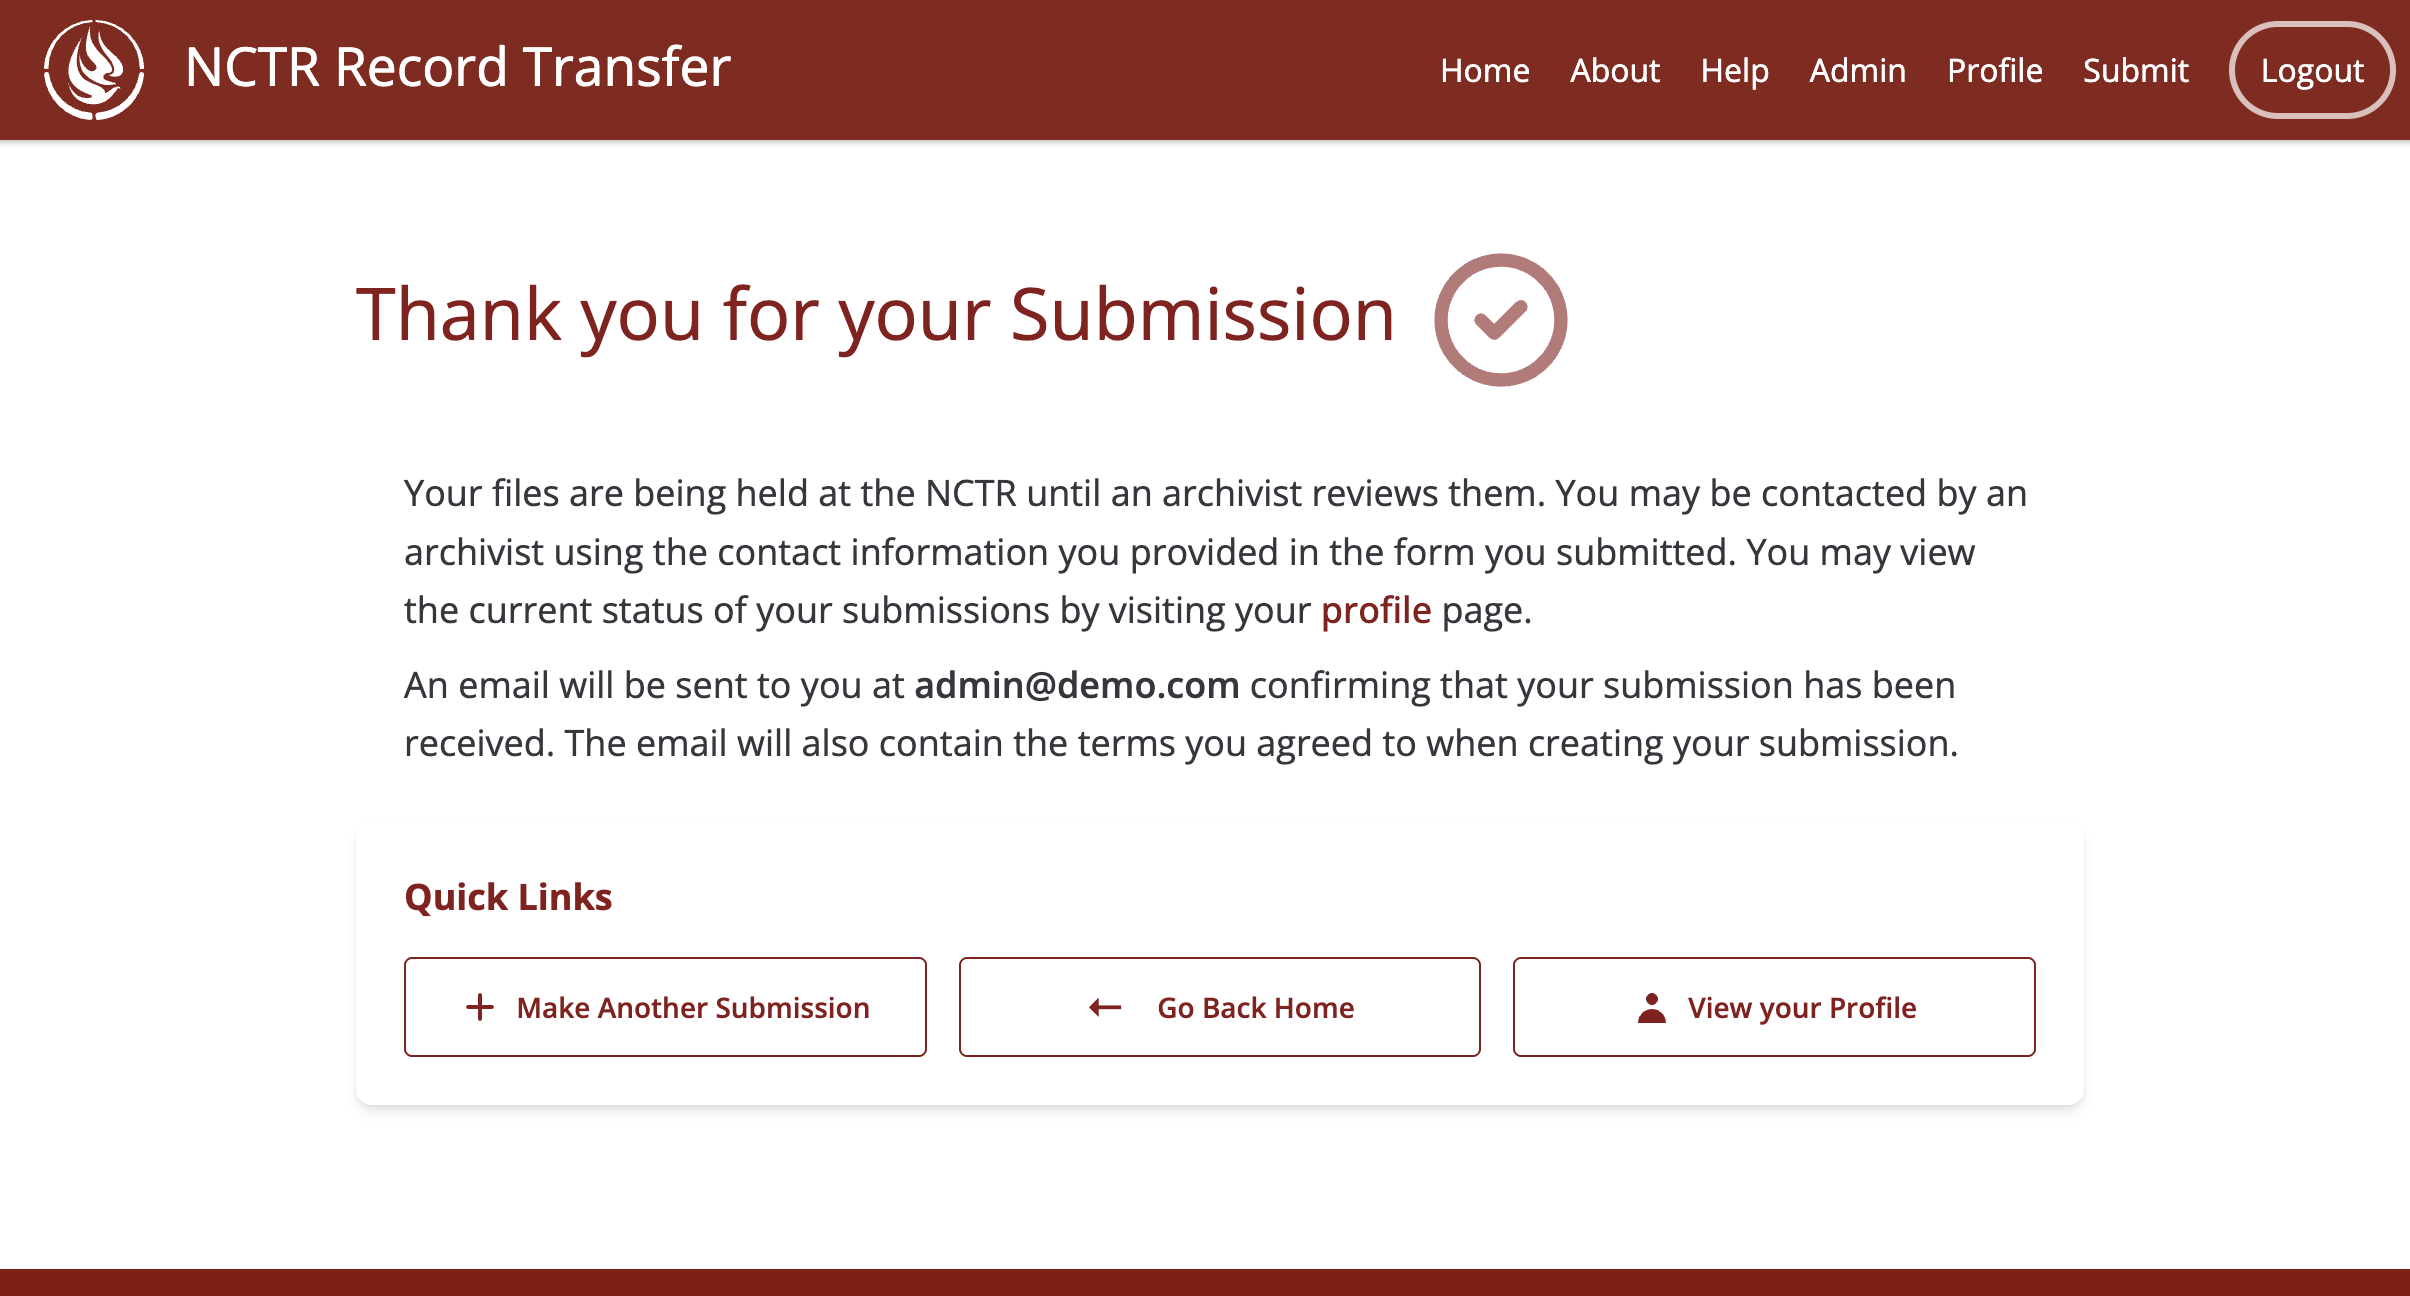 NCTR Record Transfer
Home About Help Admin Profile Submit Logout
Thank you for your Submission
Your files are being held at the NCTR until an archivist reviews them. You may be contacted by an
archivist using the contact information you provided in the form you submitted. You may view
the current status of your submissions by visiting your profile page.
An email will be sent to you at admin@demo.com confirming that your submission has been
received. The email will also contain the terms you agreed to when creating your submission.
Quick Links
Make Another Submission
Go Back Home
View your Profile